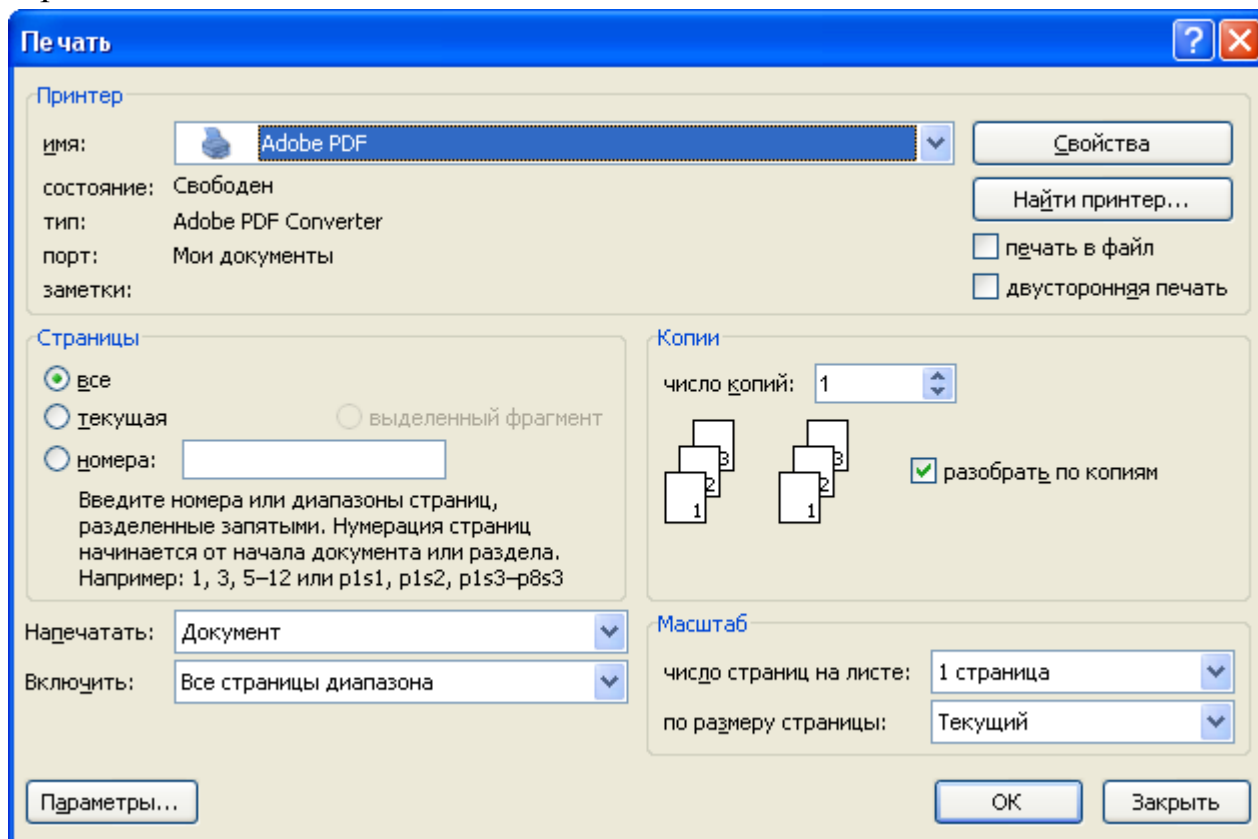 Печать
Принтер
имя: Adobe PDF Свойства
состояние: Свободен Найти принтер...
тип: Adobe PDF Converter
порт: Мои документы печать в файл
заметки: двусторонняя печать
Страницы Копии
все число копий: 1
текущая выделенный фрагмент
номера:
3 3
2 2
1 1
разобрать по копиям
Введите номера или диапазоны страниц,
разделенные запятыми. Нумерация страниц
начинается от начала документа или раздела.
Например: 1, 3, 5–12 или p1s1, p1s2, p1s3–p8s3
Напечатать: Документ Масштаб
Включить: Все страницы диапазона число страниц на листе: 1 страница
по размеру страницы: Текущий
Параметры... ОК Закрыть